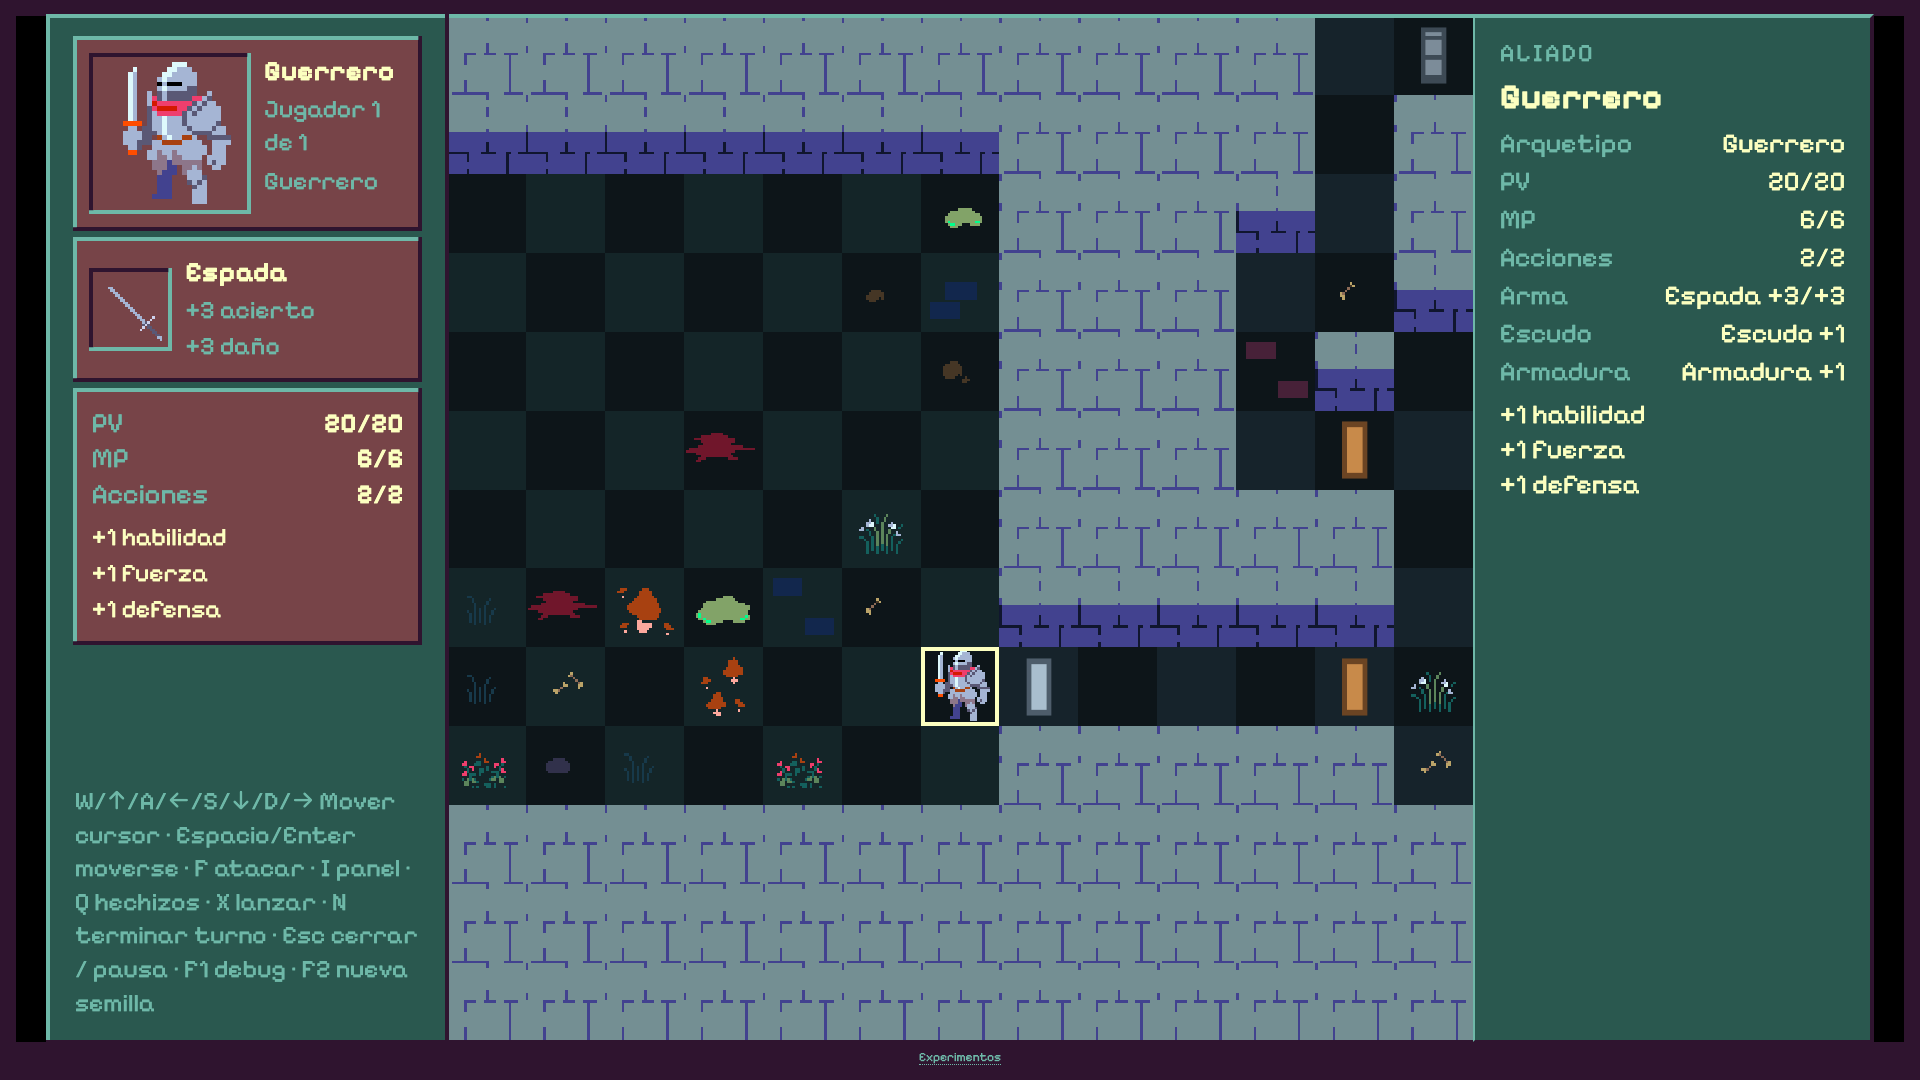 Guerrero
Jugador 1
de 1
Guerrero
Espada
+3 acierto
+3 daño
PV 20/20
MP 6/6
Acciones 2/2
+1 habilidad
+1 fuerza
+1 defensa
W/↑/A/←/S/↓/D/→ Mover
cursor · Espacio/Enter
moverse · F atacar · I panel ·
Q hechizos · X lanzar · N
terminar turno · Esc cerrar
/ pausa · F1 debug · F2 nueva
semilla
ALIADO
Guerrero
Arquetipo Guerrero
PV 20/20
MP 6/6
Acciones 2/2
Arma Espada +3/+3
Escudo Escudo +1
Armadura Armadura +1
+1 habilidad
+1 fuerza
+1 defensa
Experimentos